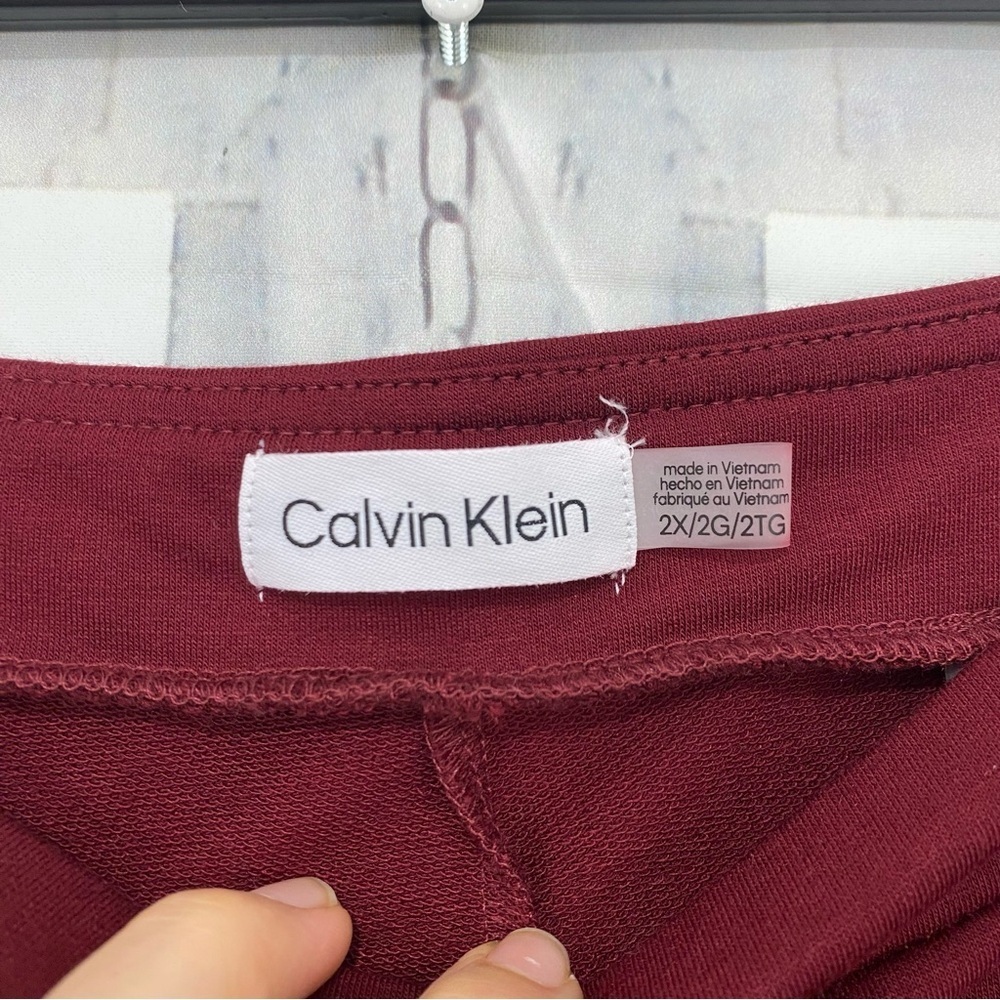 Calvin Klein
made in Vietnam
hecho en Vietnam
fabriqué au Vietnam
2X/2G/2TG